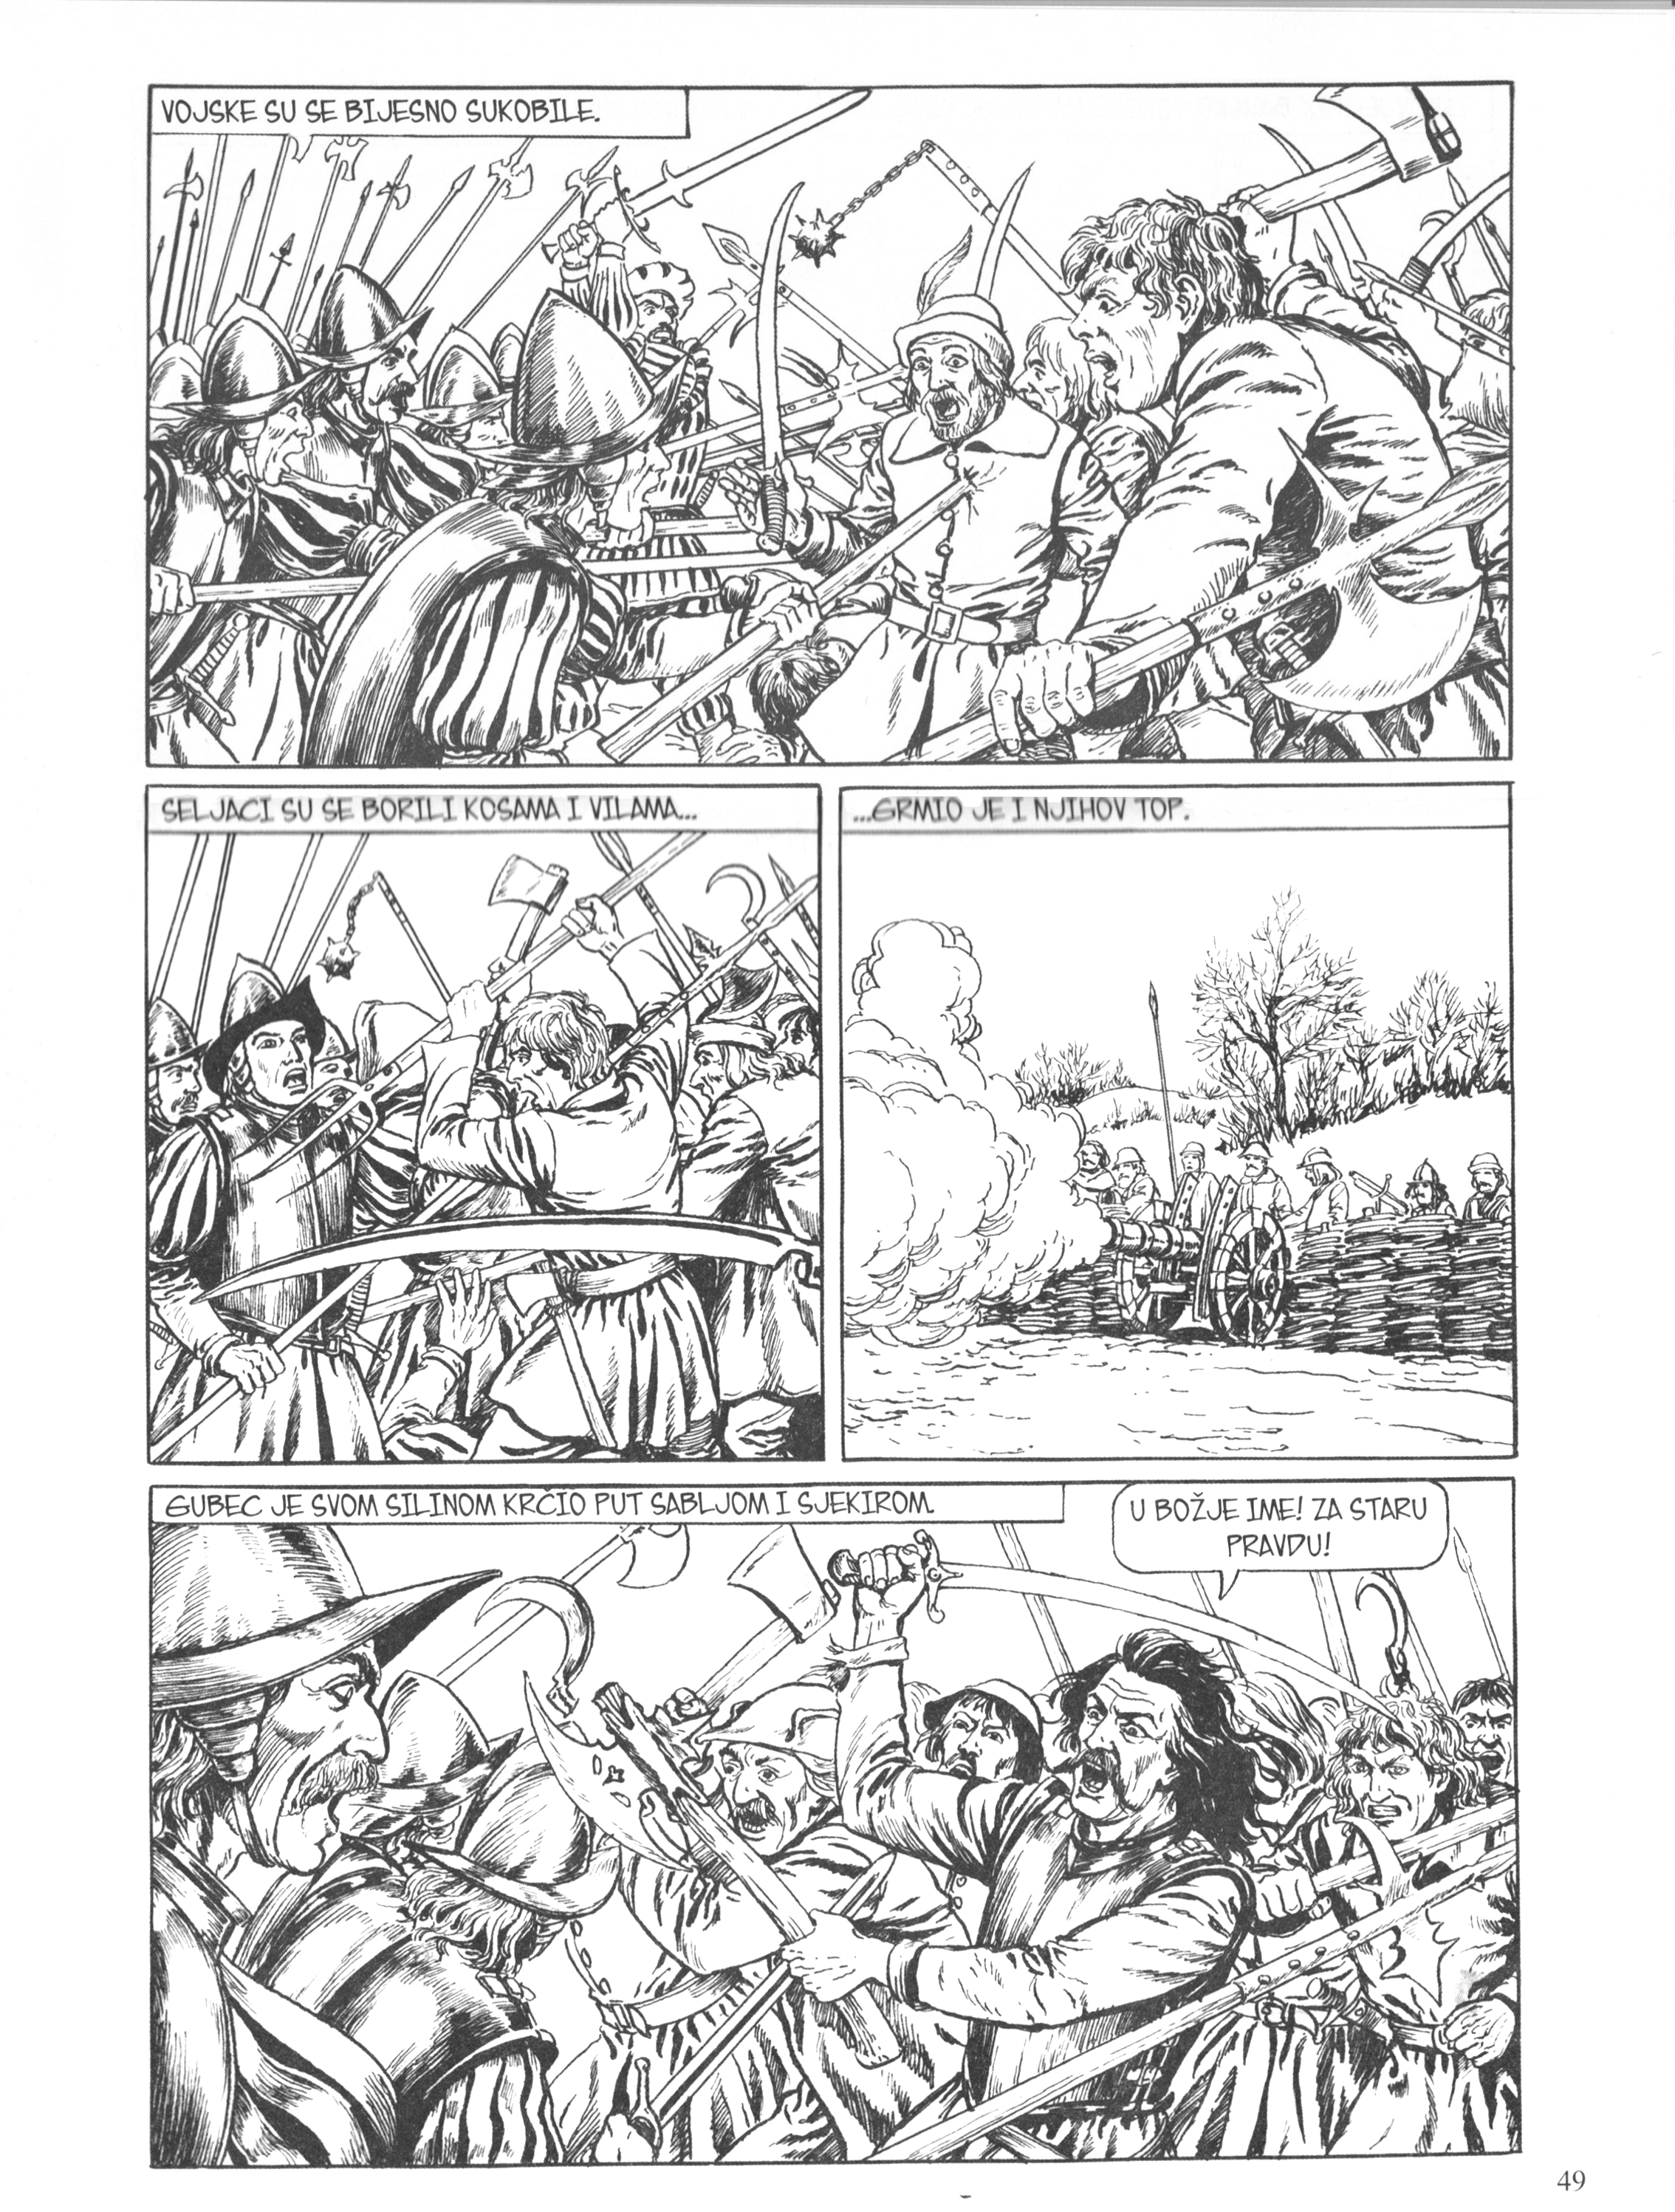 VOJSKE SU SE BIJESNO SUKOBILE.
SELJACI SU SE BORILI KOSAMA I VILAMA...
...GRMIO JE I NJIHOV TOP.
GUBEC JE SVOM SILINOM KRČIO PUT SABLJOM I SJEKIROM.
U BOŽJE IME! ZA STARU
PRAVDU!
49